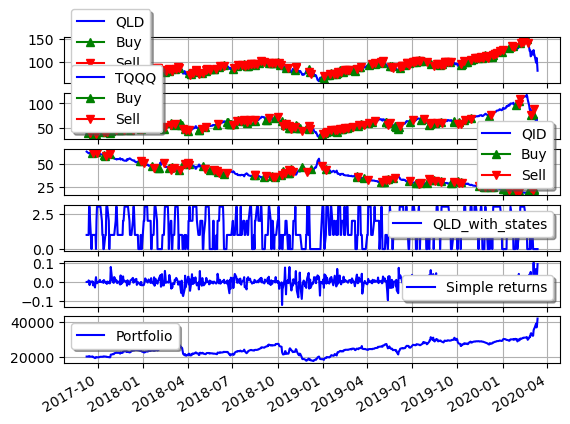 QLD
Buy
Sell
150
100
TQQQ
Buy
Sell
100
50
QID
Buy
Sell
50
25
QLD_with_states
2.5
0.0
Simple returns
0.1
0.0
−0.1
Portfolio
40000
20000
2017-10 2018-01 2018-04 2018-07 2018-10 2019-01 2019-04 2019-07 2019-10 2020-01 2020-04